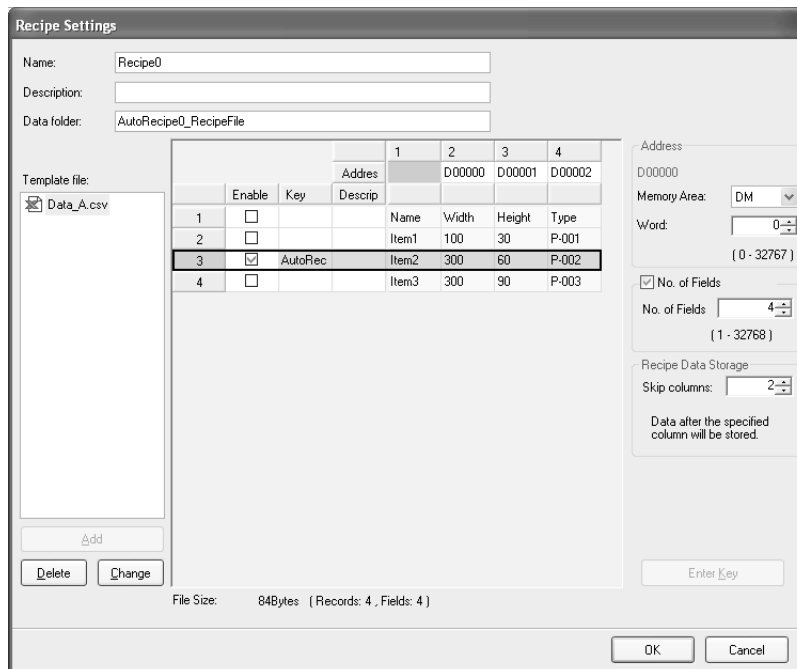 Recipe Settings
Name: Recipe0
Description:
Data folder: AutoRecipe0_RecipeFile
Template file:
Data_A.csv
1 2 3 4
Addres D00000 D00001 D00002
Enable Key Descrip
1 Name Width Height Type
2 Item1 100 30 P-001
3 AutoRec Item2 300 60 P-002
4 Item3 300 90 P-003
Address
D00000
Memory Area: DM
Word: 0
( 0 - 32767 )
No. of Fields
No. of Fields 4
( 1 - 32768 )
Recipe Data Storage
Skip columns: 2
Data after the specified
column will be stored.
Add
Delete Change
Enter Key
File Size: 84Bytes ( Records: 4 , Fields: 4 )
OK Cancel